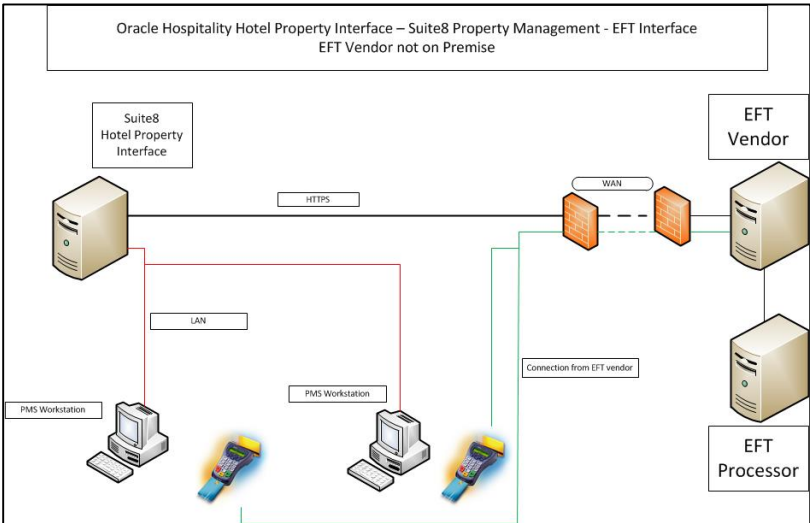 Oracle Hospitality Hotel Property Interface – Suite8 Property Management - EFT Interface
EFT Vendor not on Premise
Suite8
Hotel Property
Interface
EFT
Vendor
WAN
HTTPS
LAN
Connection from EFT vendor
PMS Workstation
PMS Workstation
EFT
Processor